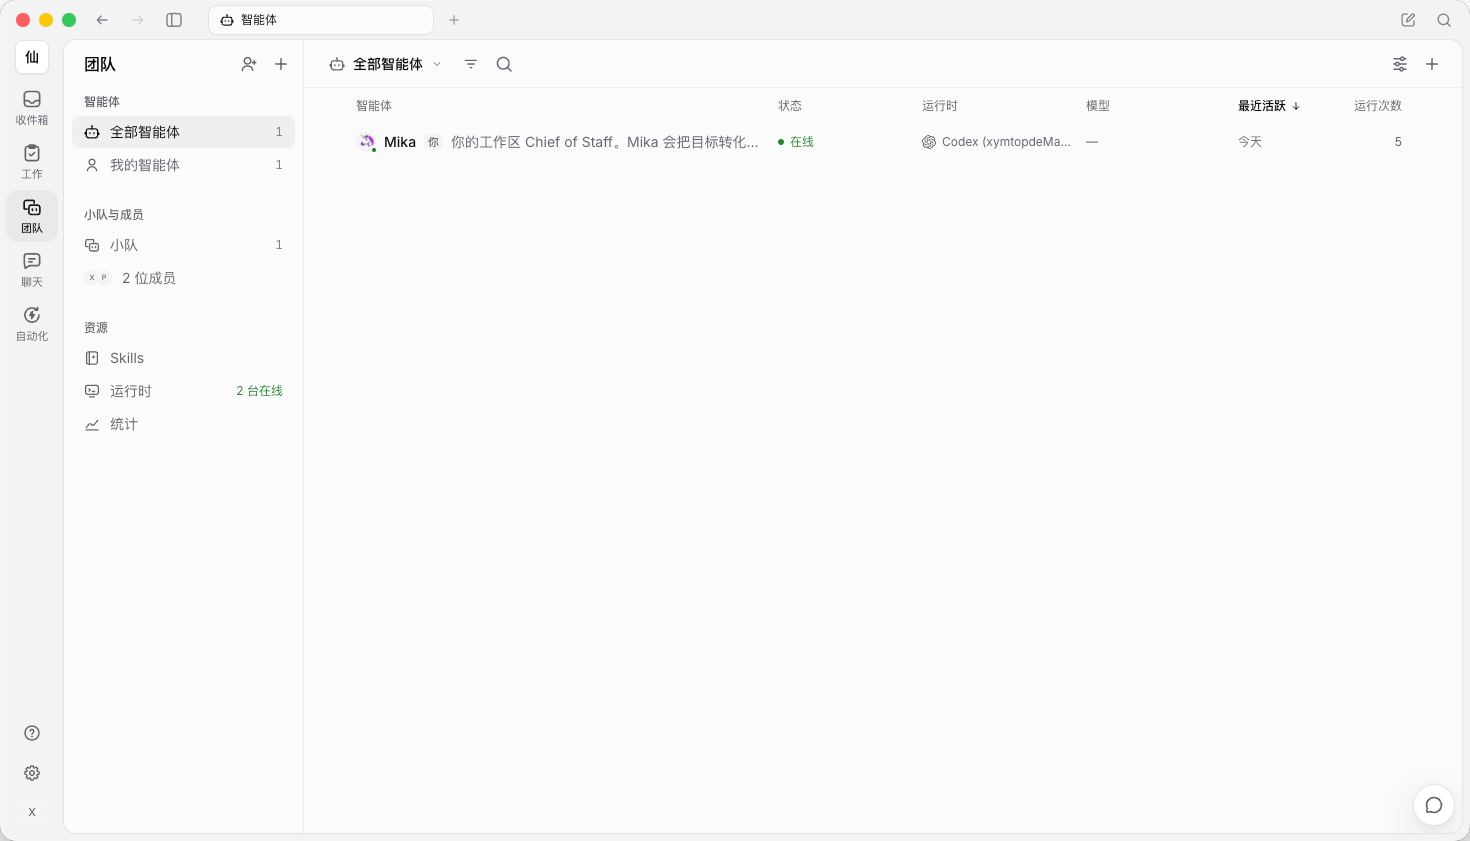 智能体
仙
收件箱
工作
团队
聊天
自动化
X
团队
智能体
全部智能体 1
我的智能体 1
小队与成员
小队 1
X P 2 位成员
资源
Skills
运行时 2 台在线
统计
全部智能体
智能体 状态 运行时 模型 最近活跃 ↓ 运行次数
Mika 你 你的工作区 Chief of Staff。Mika 会把目标转化... 在线 Codex (xymtopdeMa... — 今天 5